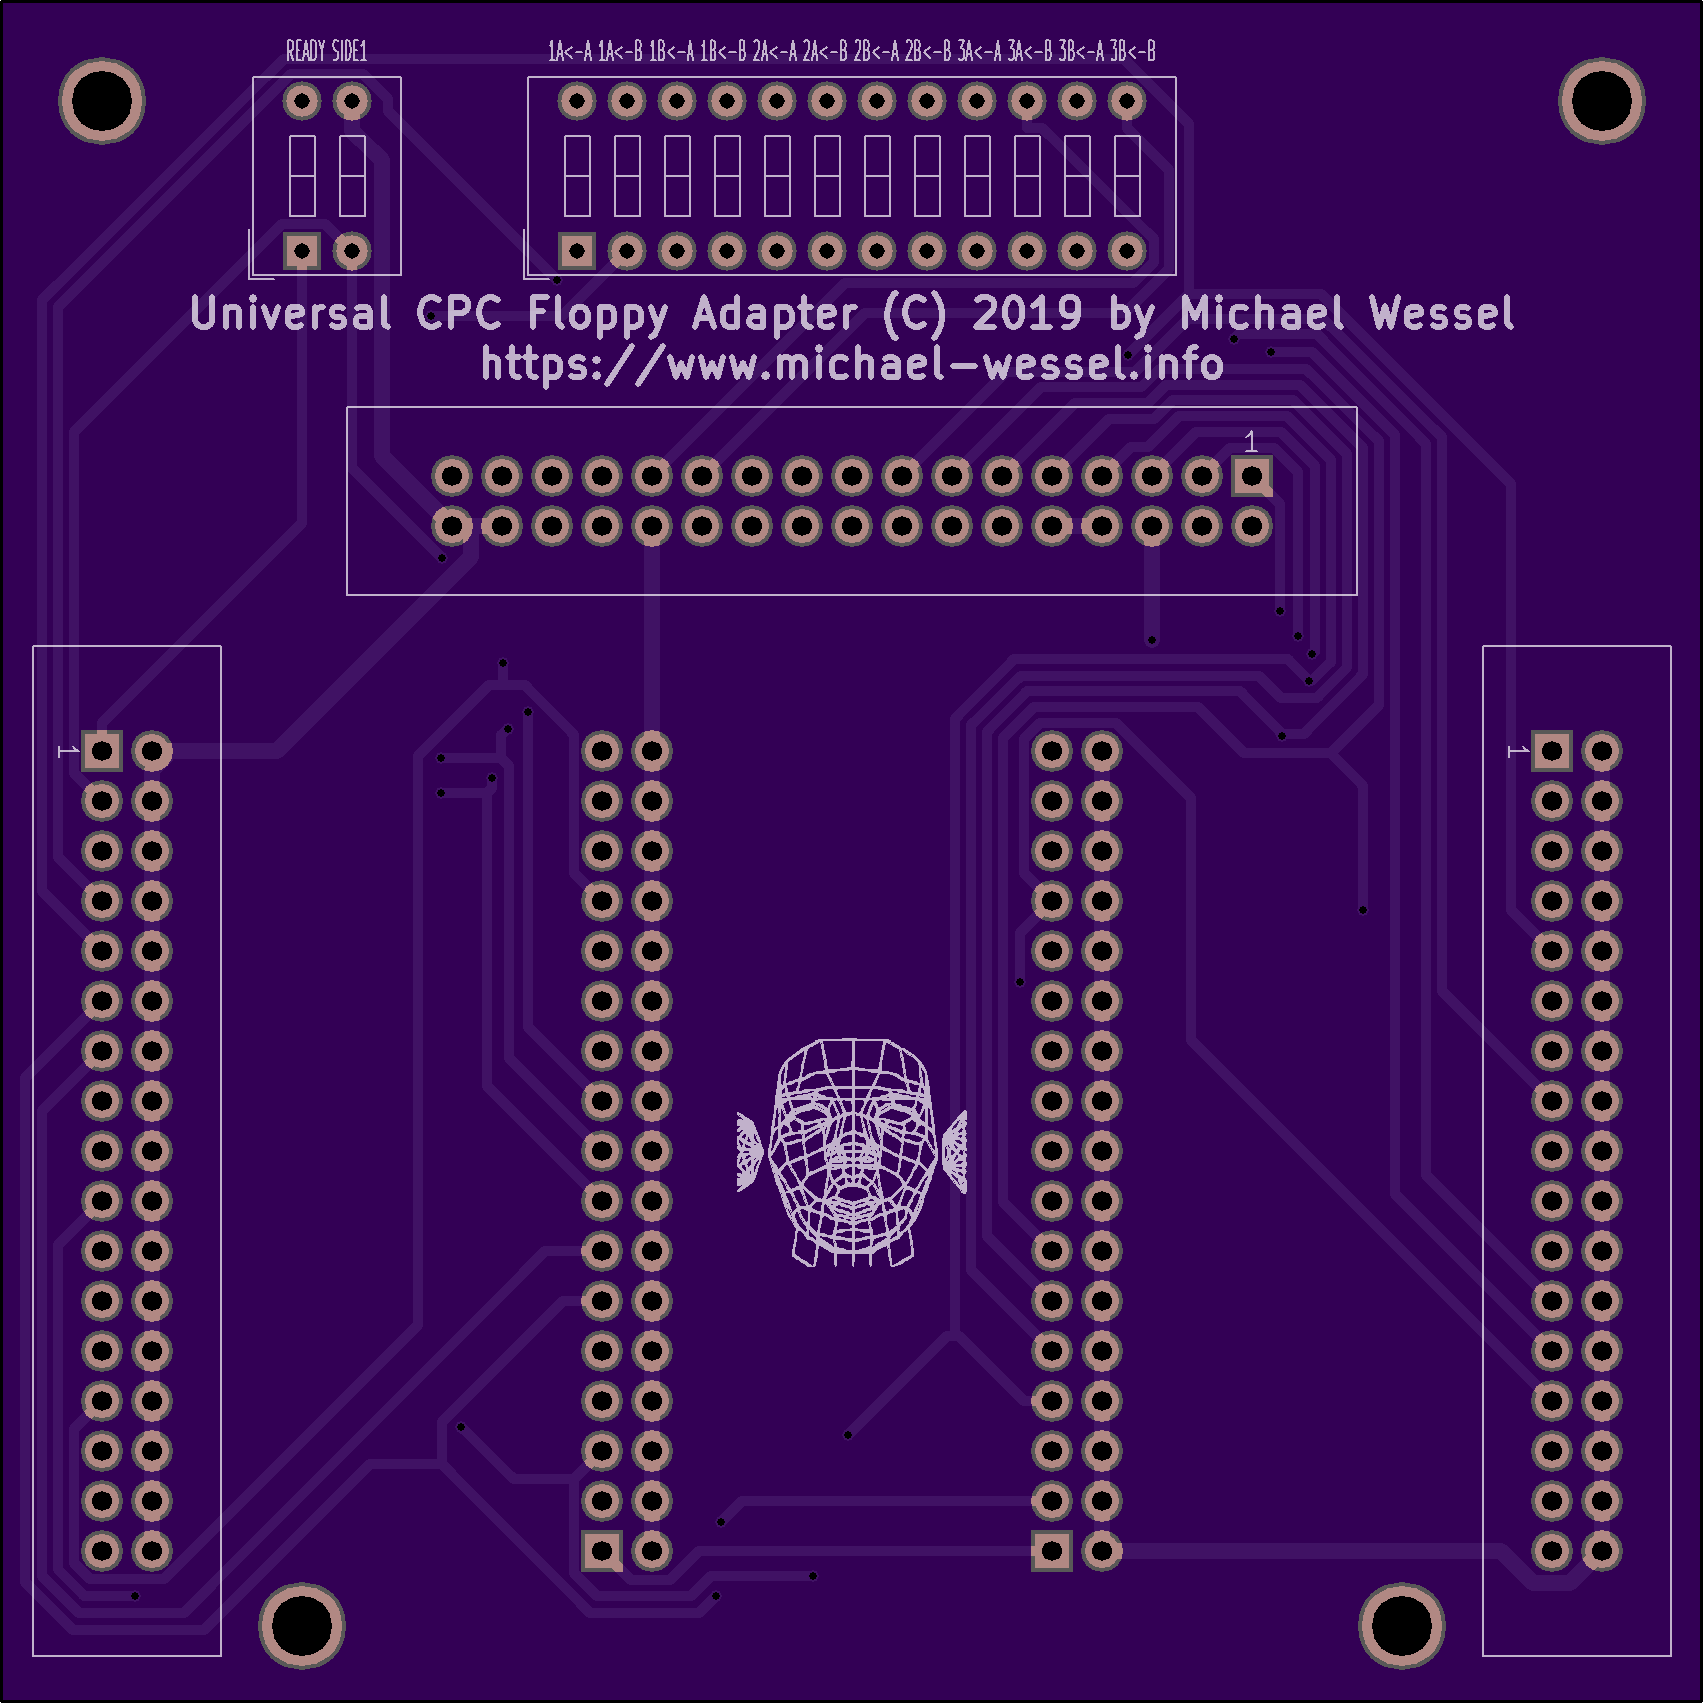 READY SIDE1 1A<-A 1A<-B 1B<-A 1B<-B 2A<-A 2A<-B 2B<-A 2B<-B 3A<-A 3A<-B 3B<-A 3B<-B
Universal CPC Floppy Adapter (C) 2019 by Michael Wessel
https://www.michael-wessel.info
1
1
1